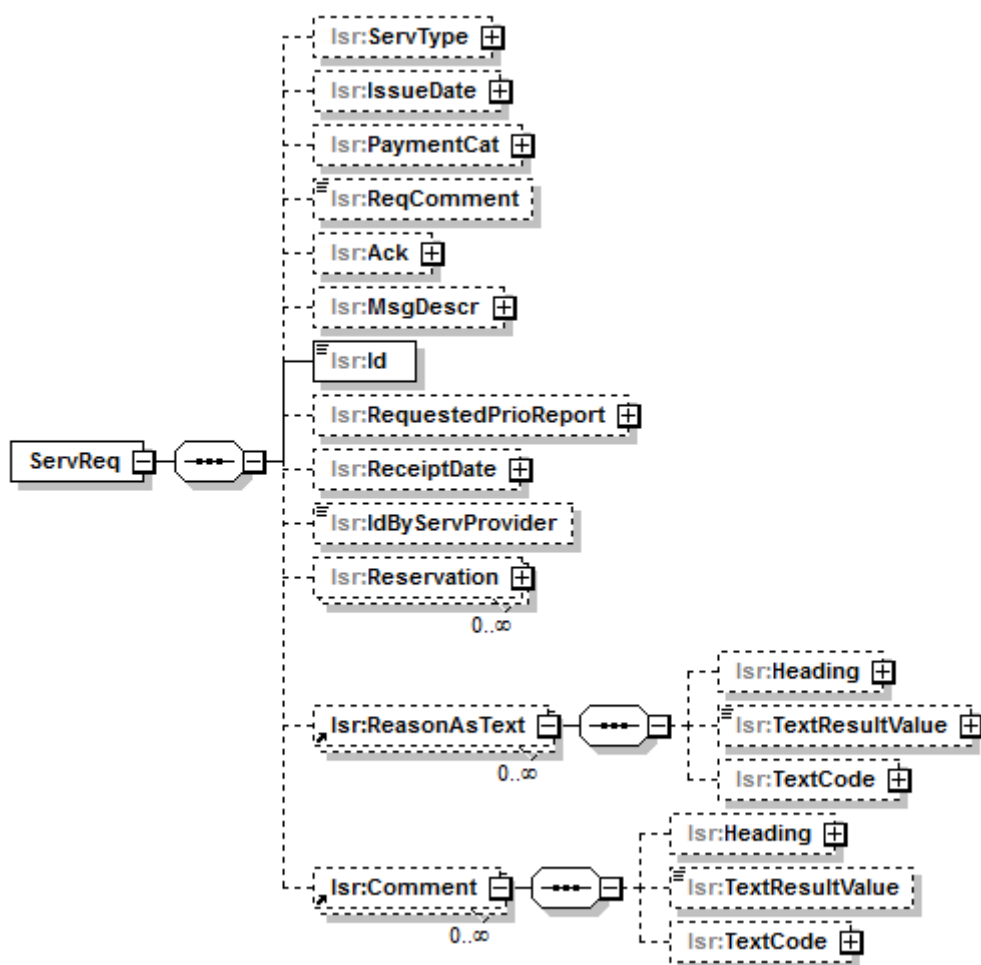 lsr:ServType
lsr:IssueDate
lsr:PaymentCat
lsr:ReqComment
lsr:Ack
lsr:MsgDescr
lsr:Id
lsr:RequestedPrioReport
ServReq
lsr:ReceiptDate
lsr:IdByServProvider
lsr:Reservation
0..∞
lsr:Heading
lsr:ReasonAsText
lsr:TextResultValue
0..∞
lsr:TextCode
lsr:Heading
lsr:Comment
lsr:TextResultValue
0..∞
lsr:TextCode